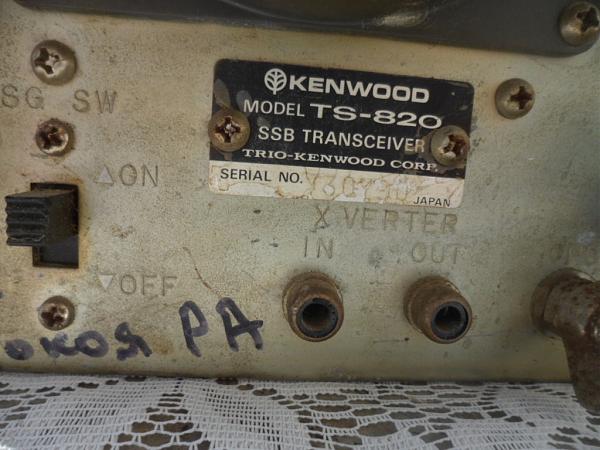 KENWOOD
MODEL TS-820
SSB TRANSCEIVER
TRIO-KENWOOD CORP.
SERIAL NO.
JAPAN
SG SW
△ON
▽OFF
X VERTER
IN OUT
PA